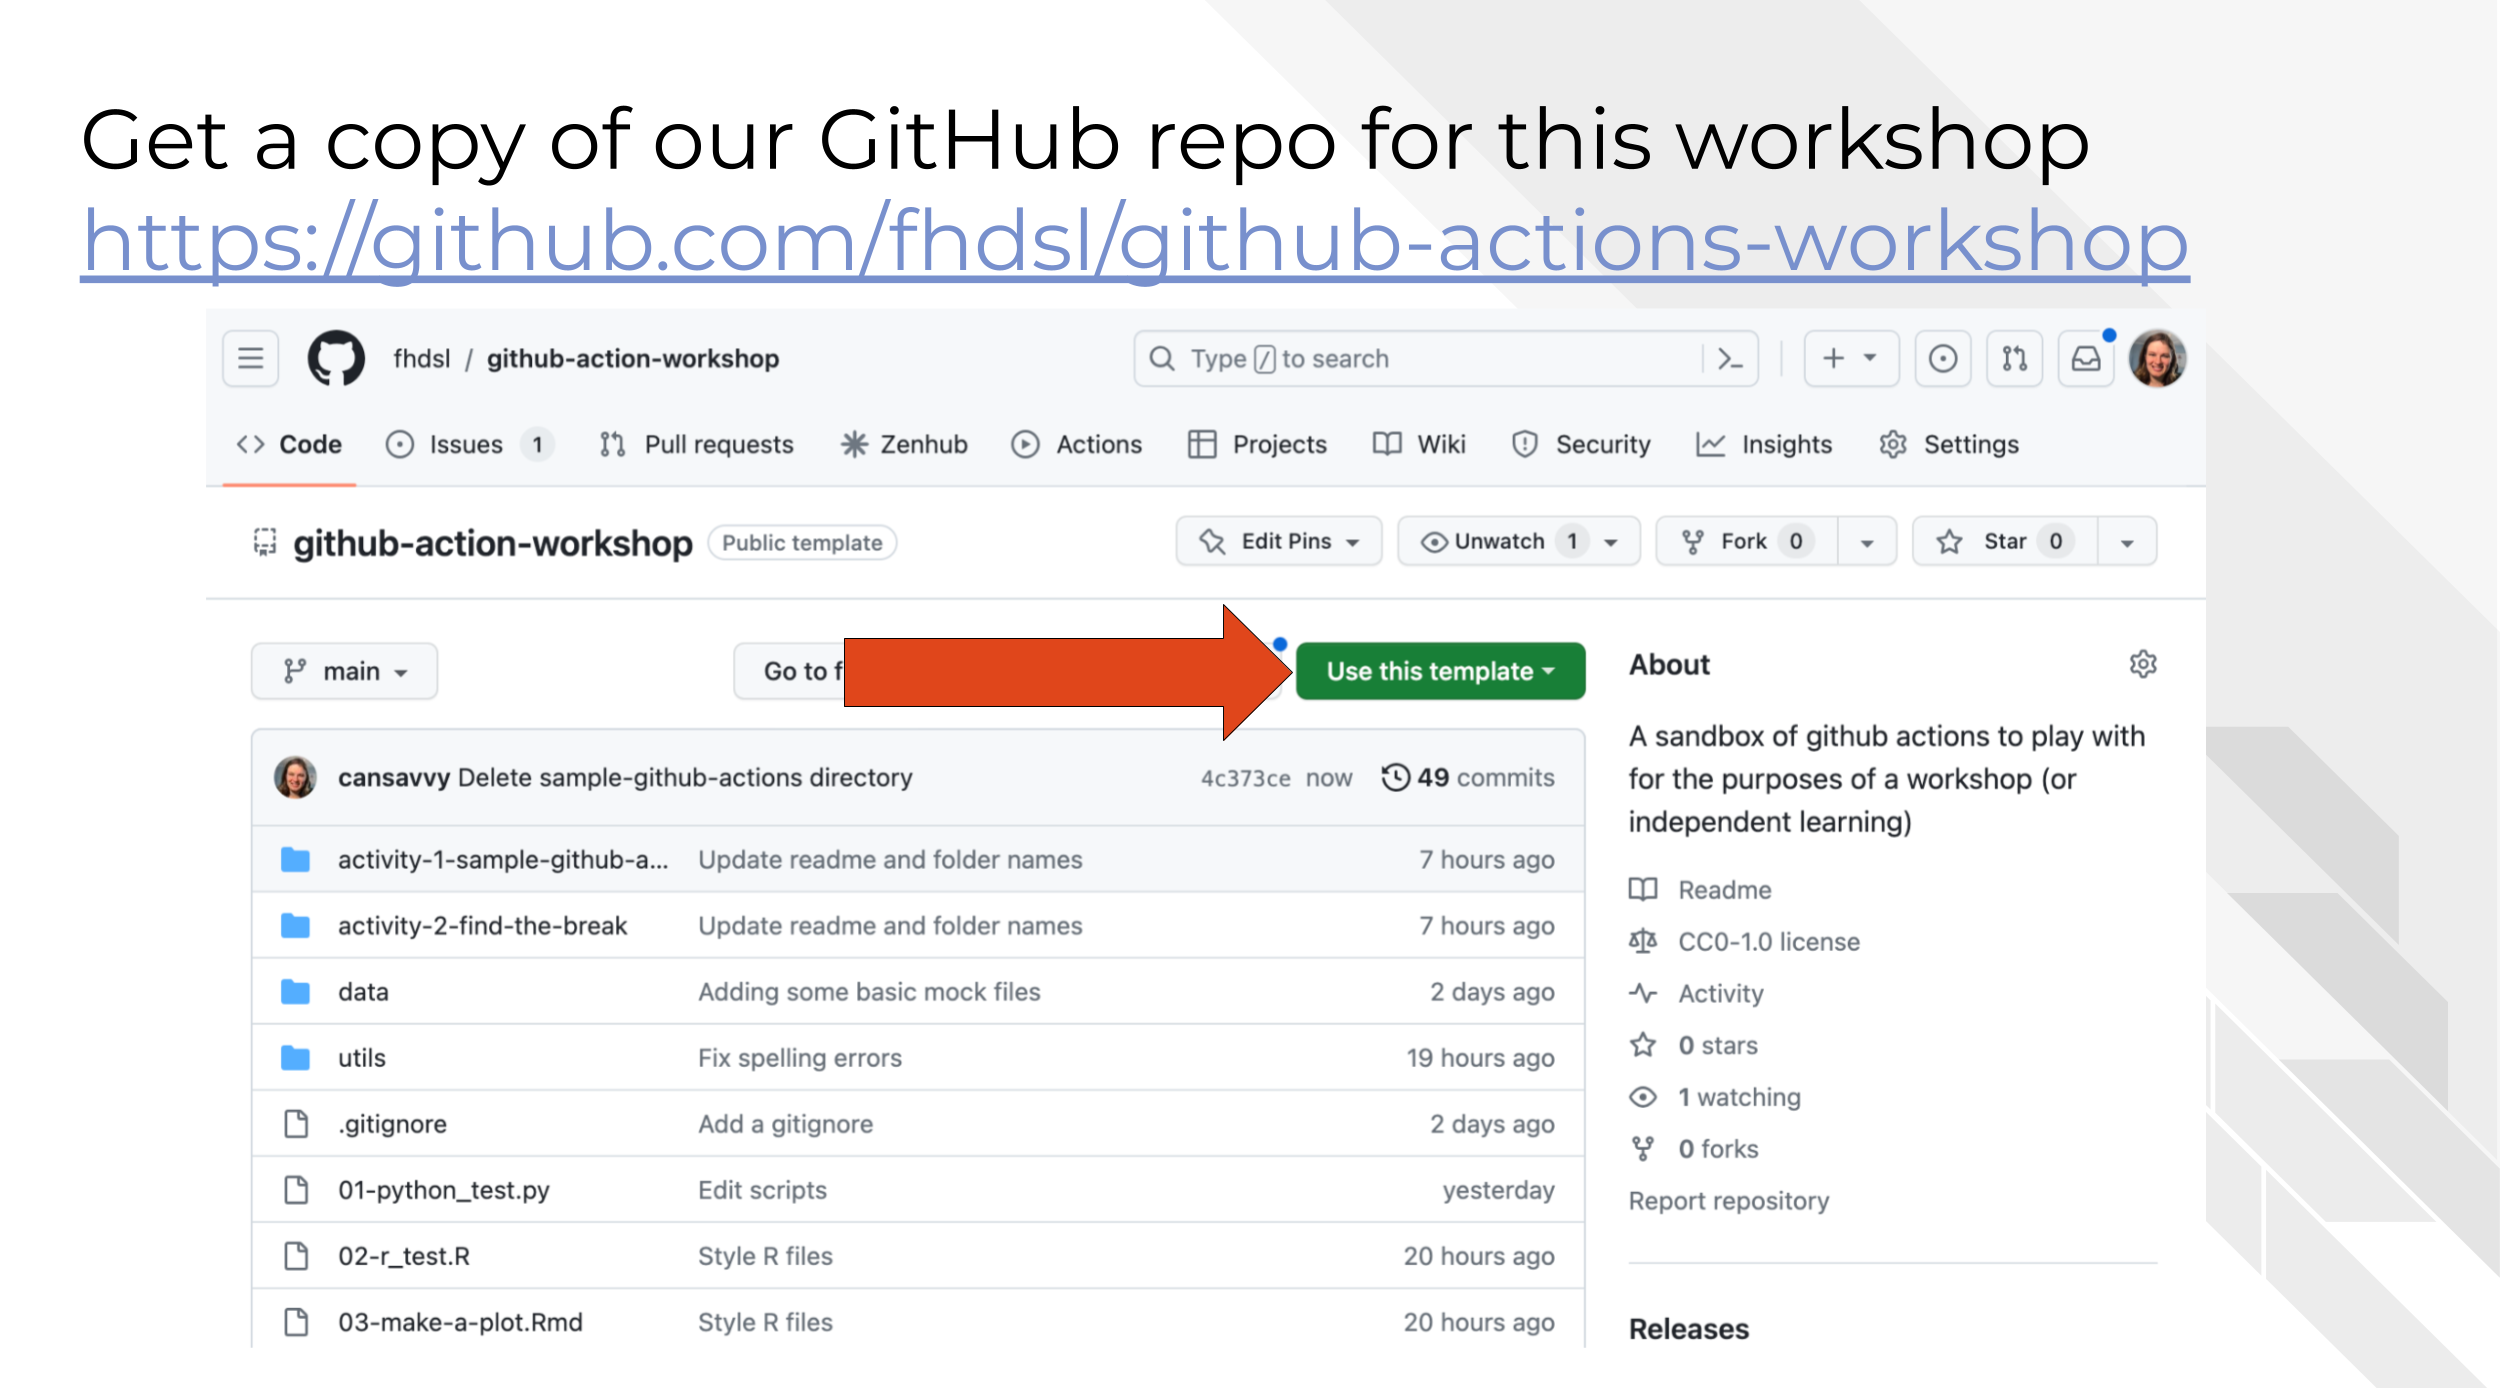 Get a copy of our GitHub repo for this workshop
https://github.com/fhdsl/github-actions-workshop
fhdsl / github-action-workshop
Type / to search
Code Issues 1 Pull requests Zenhub Actions Projects Wiki Security Insights Settings
github-action-workshop Public template
Edit Pins Unwatch 1 Fork 0 Star 0
main
Go to f
Use this template
cansavvy Delete sample-github-actions directory 4c373ce now 49 commits
activity-1-sample-github-a... Update readme and folder names 7 hours ago
activity-2-find-the-break Update readme and folder names 7 hours ago
data Adding some basic mock files 2 days ago
utils Fix spelling errors 19 hours ago
.gitignore Add a gitignore 2 days ago
01-python_test.py Edit scripts yesterday
02-r_test.R Style R files 20 hours ago
03-make-a-plot.Rmd Style R files 20 hours ago
About
A sandbox of github actions to play with
for the purposes of a workshop (or
independent learning)
Readme
CC0-1.0 license
Activity
0 stars
1 watching
0 forks
Report repository
Releases